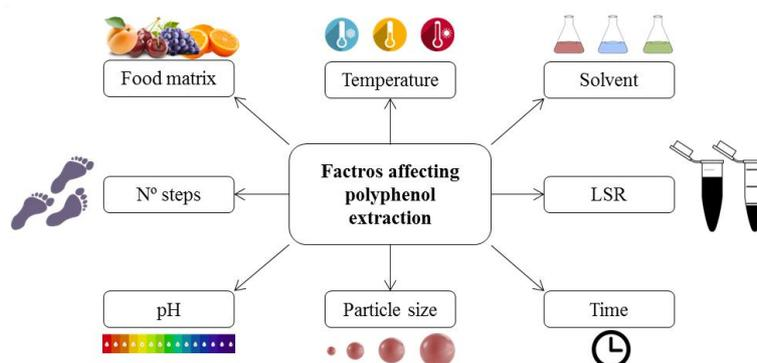 Food matrix
Temperature
Solvent
Nº steps
Factros affecting
polyphenol
extraction
LSR
pH
Particle size
Time